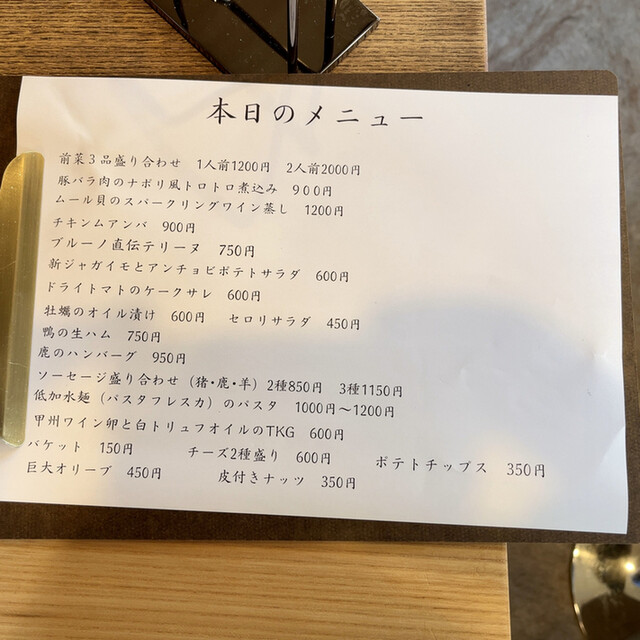 本日のメニュー
前菜3品盛り合わせ 1人前1200円 2人前2000円
豚バラ肉のナポリ風トロトロ煮込み 900円
ムール貝のスパークリングワイン蒸し 1200円
チキンムアンバ 900円
ブルーノ直伝テリーヌ 750円
新ジャガイモとアンチョビポテトサラダ 600円
ドライトマトのケークサレ 600円
牡蠣のオイル漬け 600円 セロリサラダ 450円
鴨の生ハム 750円
鹿のハンバーグ 950円
ソーセージ盛り合わせ(猪・鹿・羊)2種850円 3種1150円
低加水麺(パスタフレスカ)のパスタ 1000円~1200円
甲州ワイン卵と白トリュフオイルのTKG 600円
バケット 150円 チーズ2種盛り 600円 ポテトチップス 350円
巨大オリーブ 450円 皮付きナッツ 350円